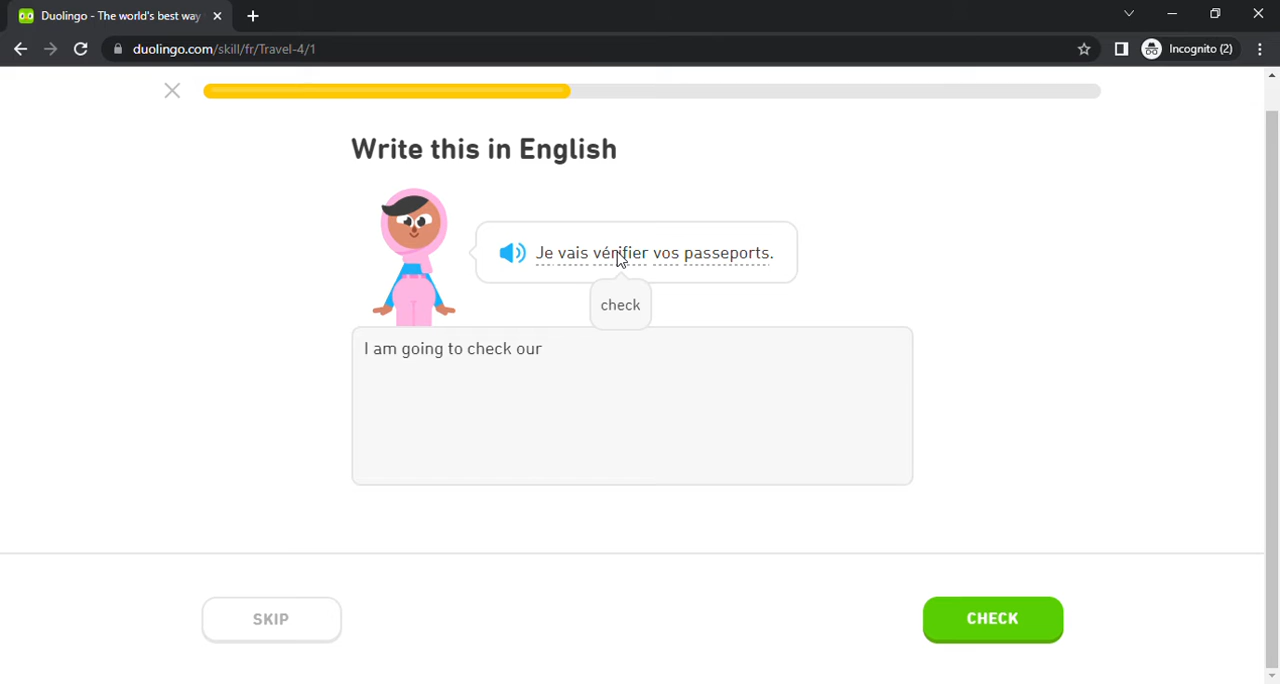 Duolingo - The world's best way
duolingo.com/skill/fr/Travel-4/1
Incognito (2)
Write this in English
Je vais vérifier vos passeports.
check
I am going to check our
SKIP
CHECK